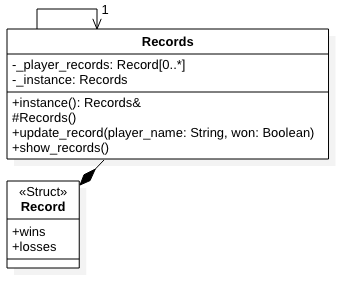 1
Records
-_player_records: Record[0..*]
-_instance: Records
+instance(): Records&
#Records()
+update_record(player_name: String, won: Boolean)
+show_records()
«Struct»
Record
+wins
+losses